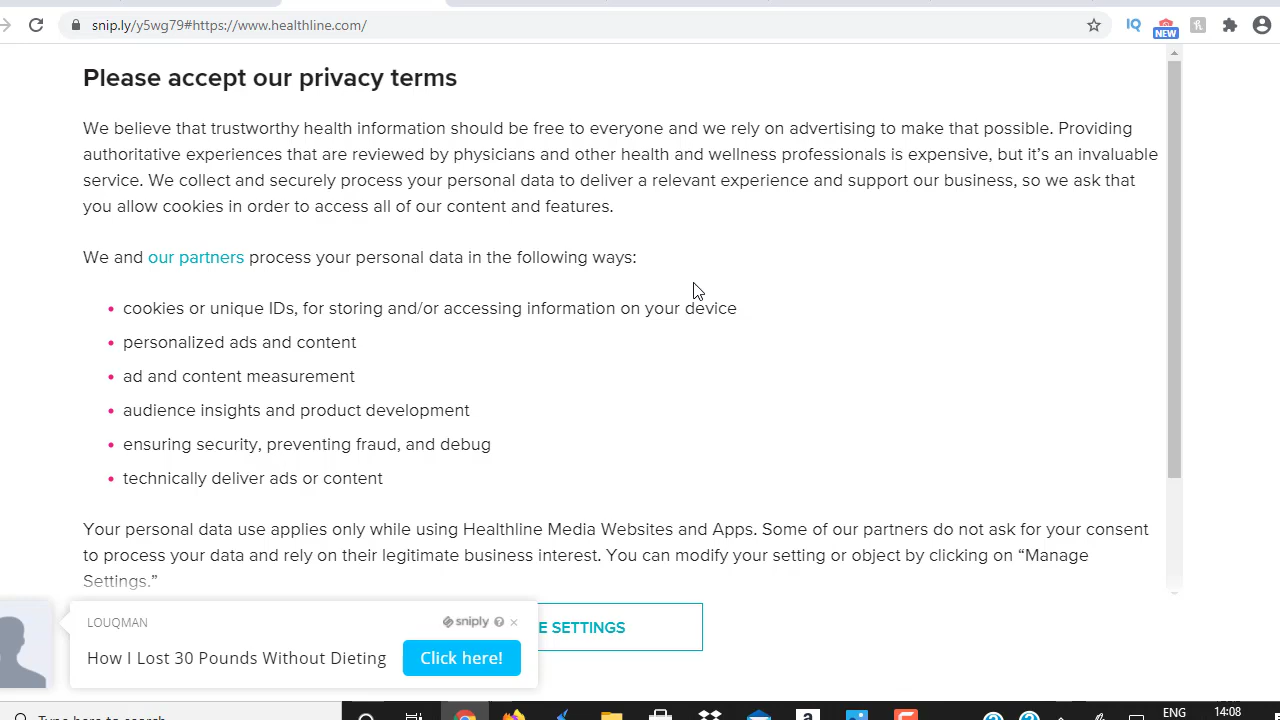 snip.ly/y5wg79#https://www.healthline.com/
IQ
NEW
Please accept our privacy terms
We believe that trustworthy health information should be free to everyone and we rely on advertising to make that possible. Providing
authoritative experiences that are reviewed by physicians and other health and wellness professionals is expensive, but it's an invaluable
service. We collect and securely process your personal data to deliver a relevant experience and support our business, so we ask that
you allow cookies in order to access all of our content and features.
We and our partners process your personal data in the following ways:
• cookies or unique IDs, for storing and/or accessing information on your device
• personalized ads and content
• ad and content measurement
• audience insights and product development
• ensuring security, preventing fraud, and debug
• technically deliver ads or content
Your personal data use applies only while using Healthline Media Websites and Apps. Some of our partners do not ask for your consent
to process your data and rely on their legitimate business interest. You can modify your setting or object by clicking on “Manage
Settings.”
LOUQMAN
sniply
How I Lost 30 Pounds Without Dieting
Click here!
E SETTINGS
Type here to search
ENG
14:08